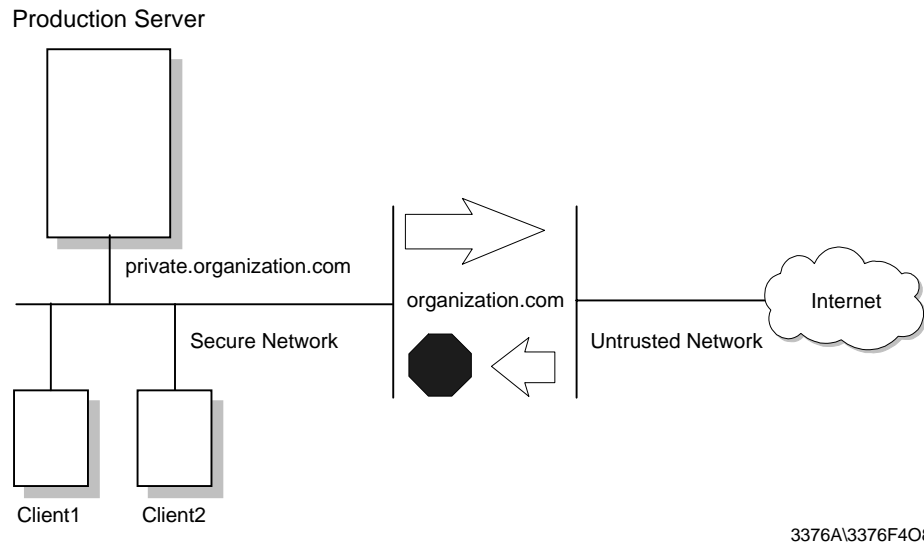 Production Server
private.organization.com
organization.com
Internet
Secure Network
Untrusted Network
Client1
Client2